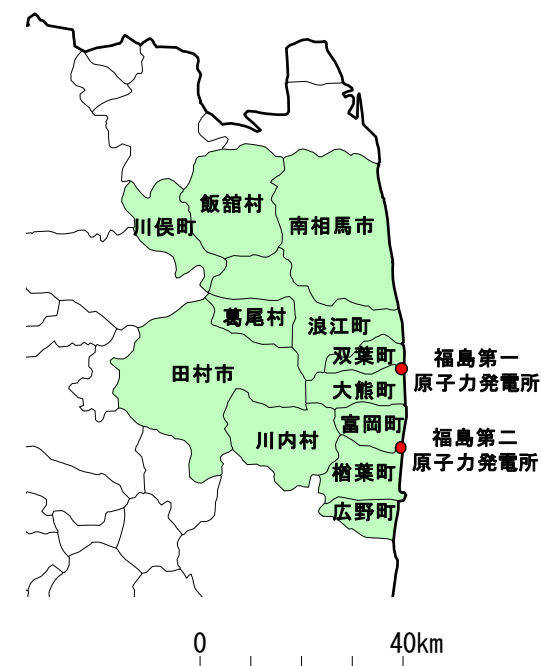 飯舘村
川俣町
南相馬市
葛尾村
浪江町
双葉町
福島第一
原子力発電所
田村市
大熊町
富岡町
川内村
福島第二
原子力発電所
楢葉町
広野町
0
40km